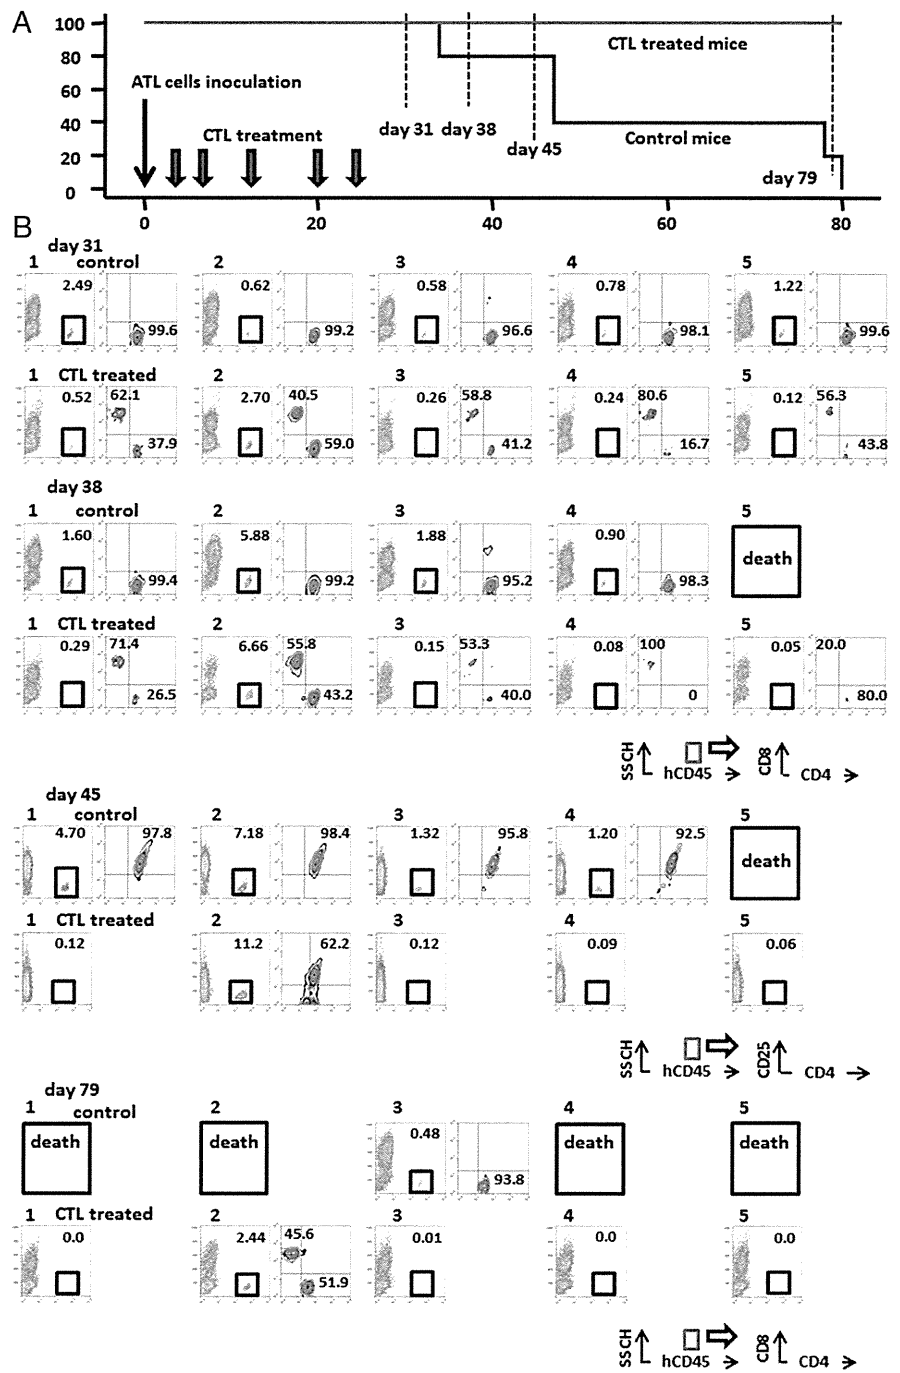 A
100
80
60
40
20
0
CTL treated mice
ATL cells inoculation
CTL treatment
day 31 day 38
day 45
Control mice
day 79
0 20 40 60 80
B
day 31
1 control 2 3 4 5
2.49 0.62 0.58 0.78 1.22
99.6 99.2 96.6 98.1 99.6
1 CTL treated 2 3 4 5
0.52 62.1 2.70 40.5 0.26 58.8 0.24 80.6 0.12 56.3
37.9 59.0 41.2 16.7 43.8
day 38
1 control 2 3 4 5
1.60 5.88 1.88 0.90
death
99.4 99.2 95.2 98.3
1 CTL treated 2 3 4 5
0.29 71.4 6.66 55.8 0.15 53.3 0.08 100 0.05 20.0
26.5 43.2 40.0 0 80.0
SSCH hCD45 CD8 CD4
day 45
1 control 2 3 4 5
4.70 97.8 7.18 98.4 1.32 95.8 1.20 92.5
death
1 CTL treated 2 3 4 5
0.12 11.2 62.2 0.12 0.09 0.06
SSCH hCD45 CD25 CD4
day 79
1 control 2 3 4 5
death death 0.48 death death
93.8
1 CTL treated 2 3 4 5
0.0 2.44 45.6 0.01 0.0 0.0
51.9
SSCH hCD45 CD8 CD4